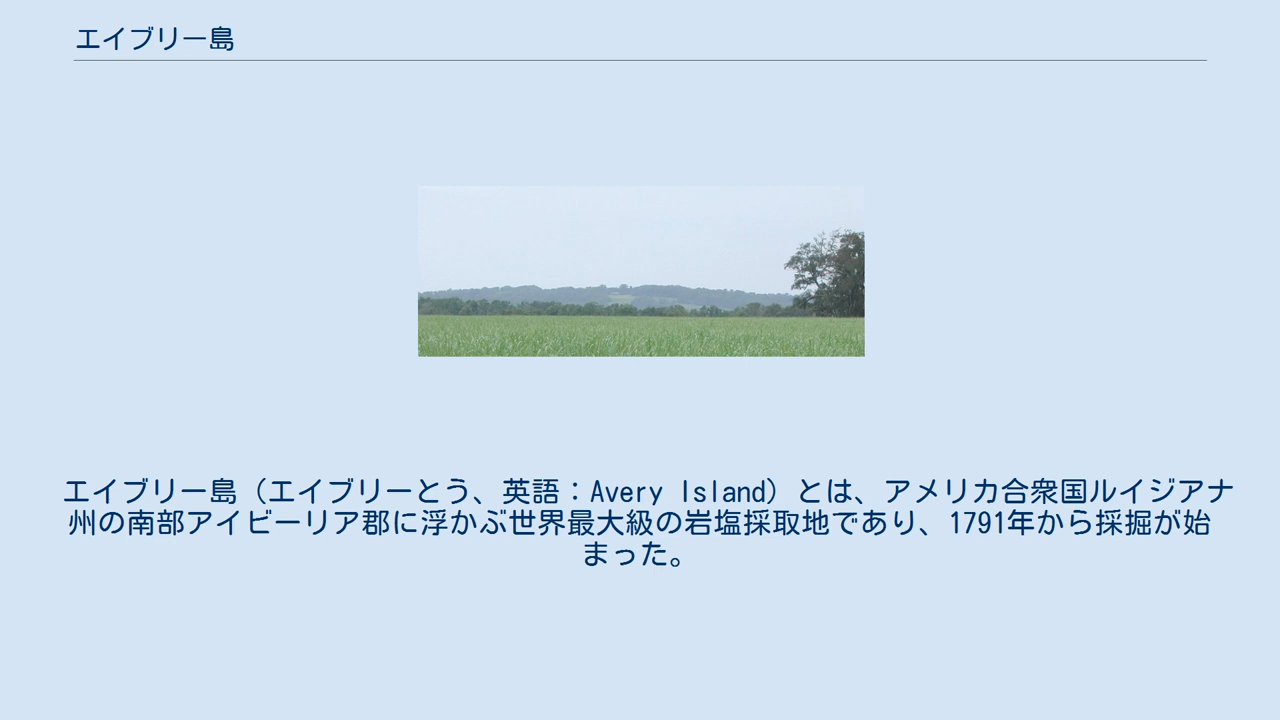 エイブリー島
エイブリー島（エイブリーとう、英語：Avery Island）とは、アメリカ合衆国ルイジアナ
州の南部アイビーリア郡に浮かぶ世界最大級の岩塩採取地であり、1791年から採掘が始
まった。